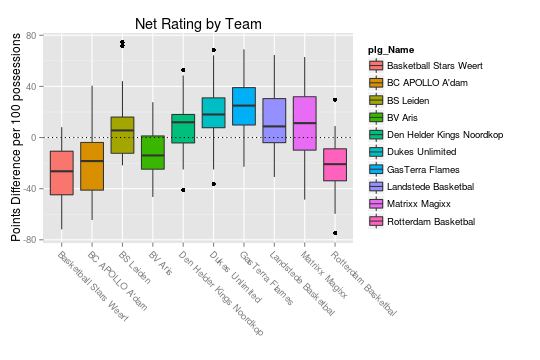 Net Rating by Team
Points Difference per 100 possessions
80
40
0
-40
-80
Basketball Stars Weert
BC APOLLO A'dam
BS Leiden
BV Aris
Den Helder Kings Noordkop
Dukes Unlimited
GasTerra Flames
Landstede Basketbal
Matrixx Magixx
Rotterdam Basketbal
plg_Name
Basketball Stars Weert
BC APOLLO A'dam
BS Leiden
BV Aris
Den Helder Kings Noordkop
Dukes Unlimited
GasTerra Flames
Landstede Basketbal
Matrixx Magixx
Rotterdam Basketbal